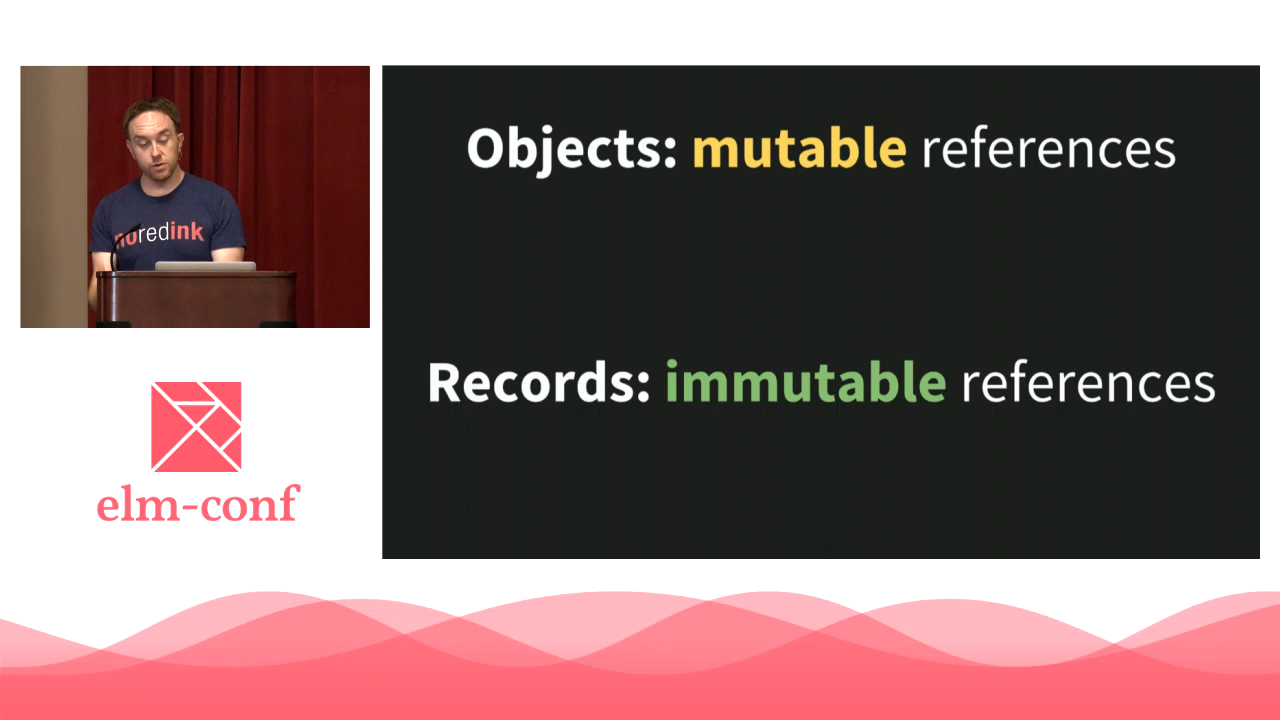 Objects: mutable references
noredink
Records: immutable references
elm-conf